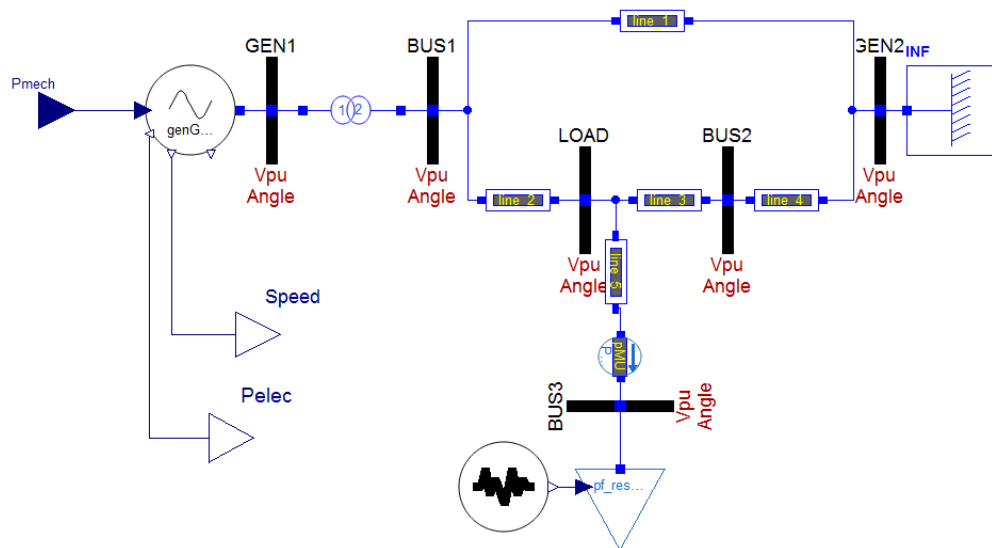 line_1
GEN1
BUS1
GEN2
INF
Pmech
1
2
genG...
LOAD
BUS2
Vpu
Angle
Vpu
Angle
Vpu
Angle
line_2
line_3
line_4
Vpu
Angle
Vpu
Angle
line_5
Speed
pMU
P...
Pelec
BUS3
Vpu
Angle
pf_res...